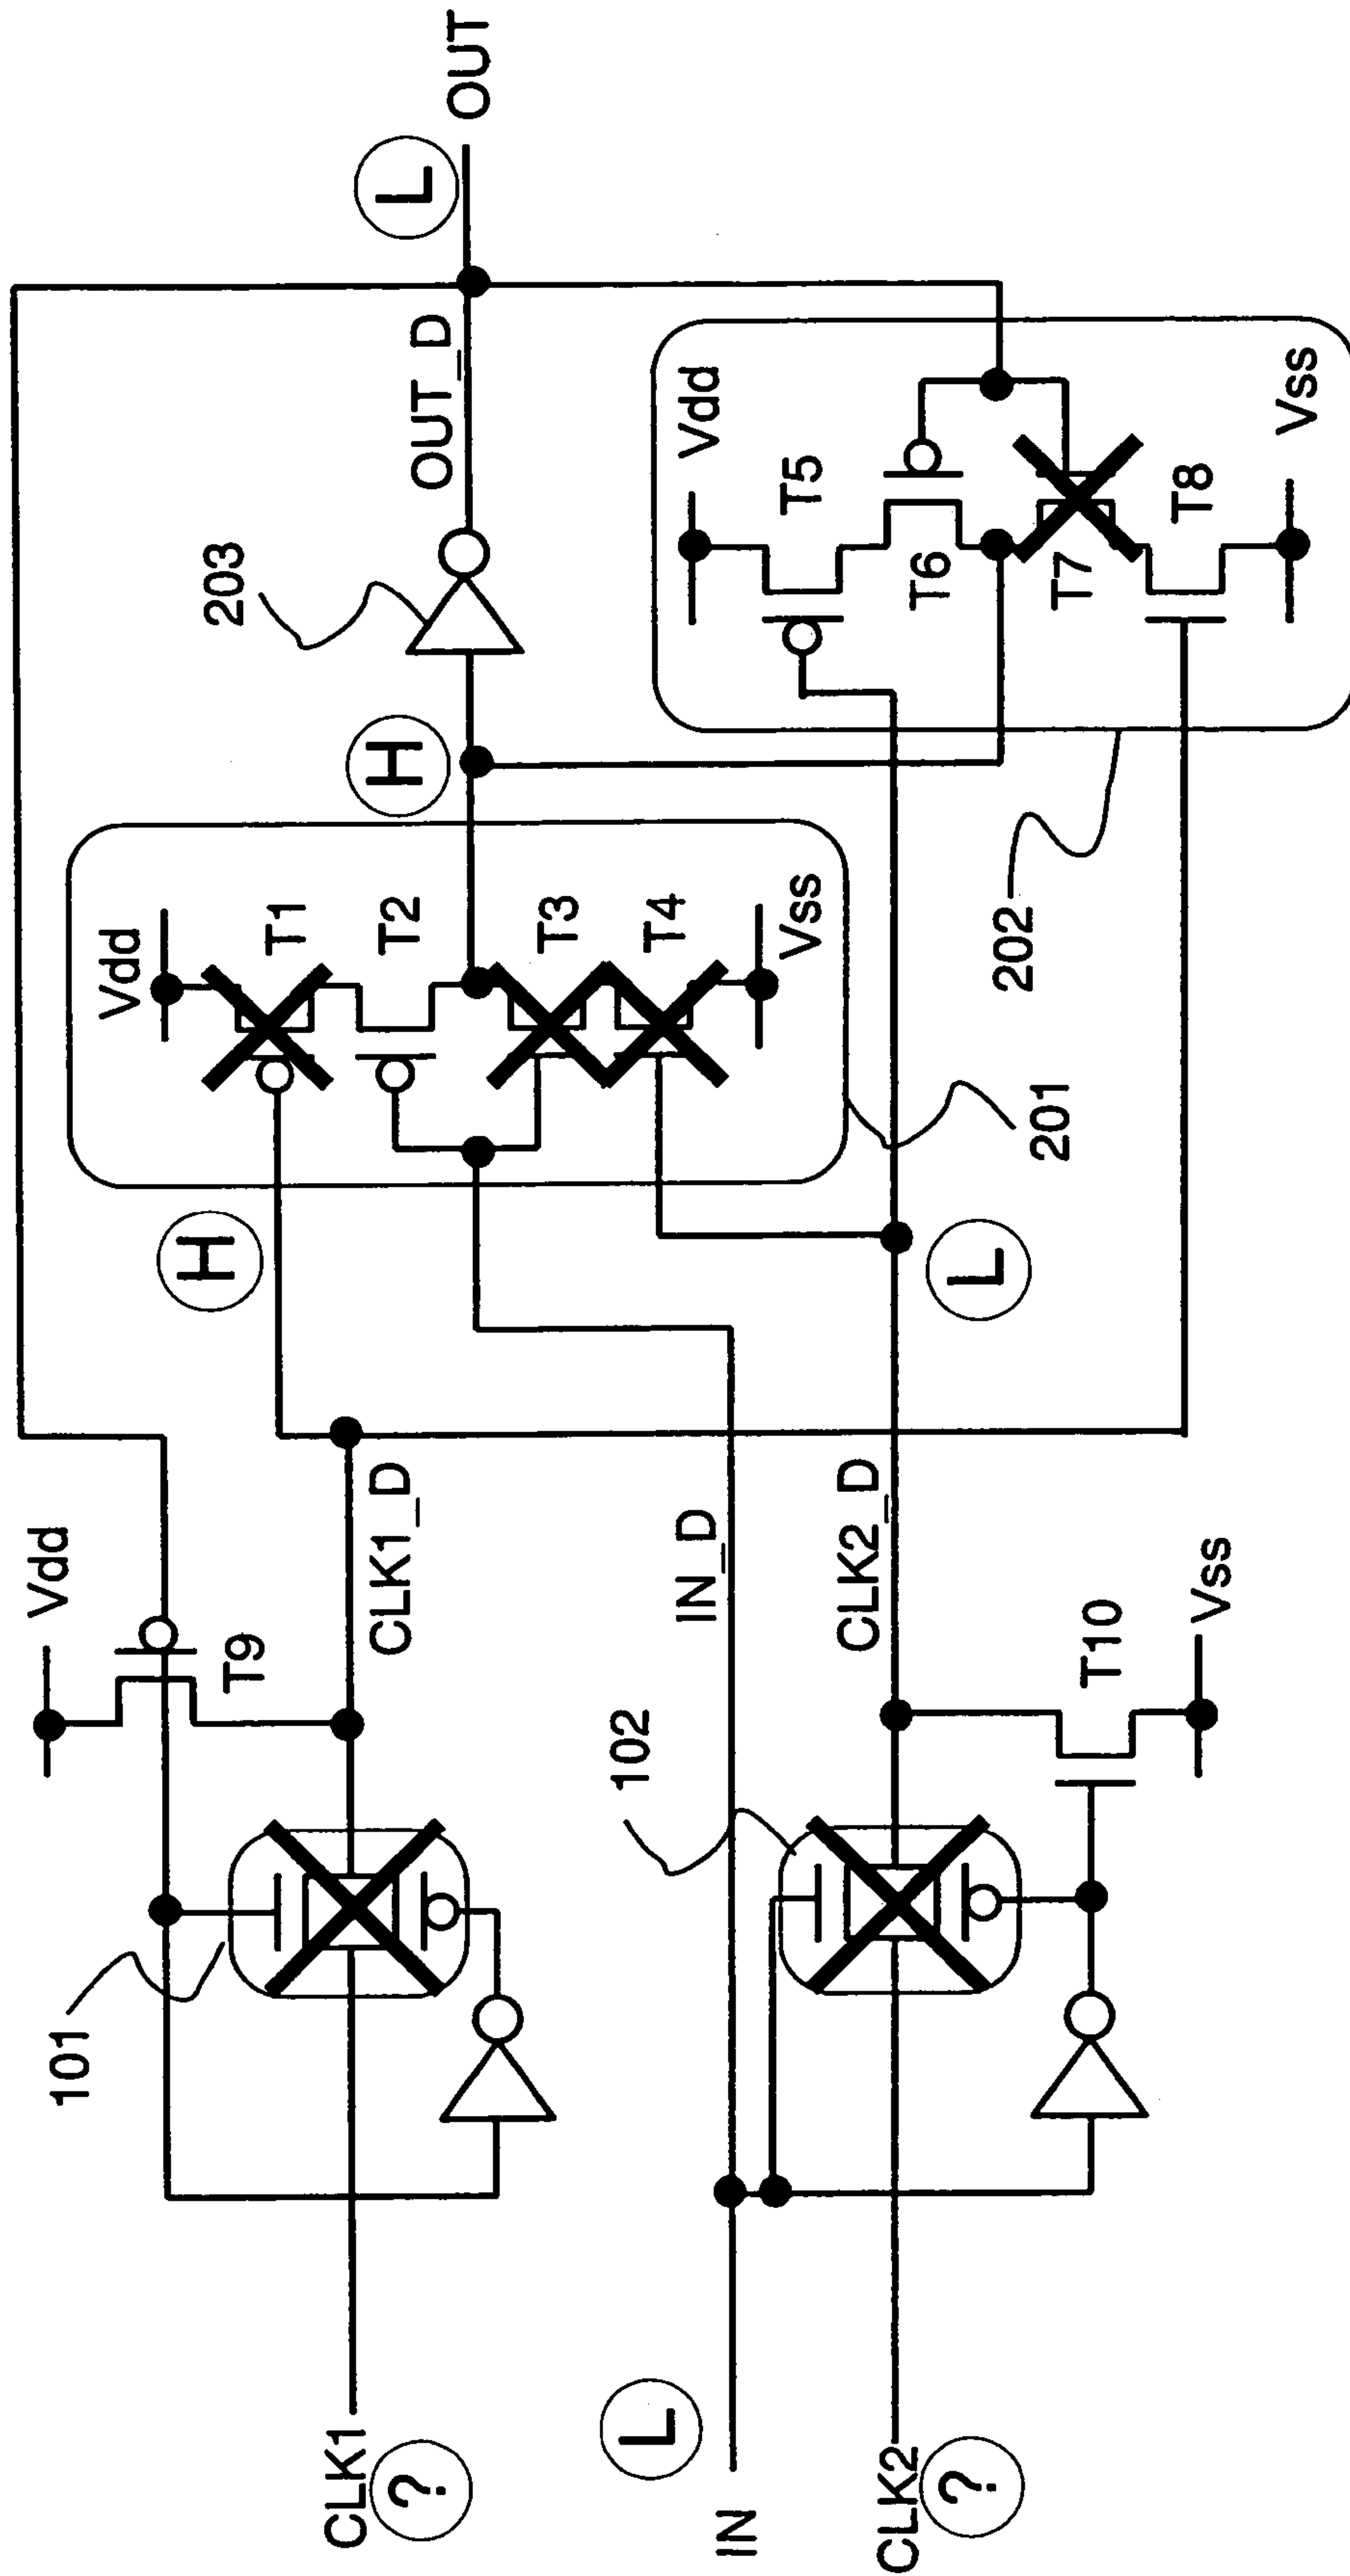 CLK1
?
101
Vdd
T9
CLK1_D
H
Vdd
T1
T2
T3
T4
Vss
201
H
203
OUT_D
L
OUT
IN
L
IN_D
CLK2
?
102
CLK2_D
L
T10
Vss
202
Vdd
T5
T6
T7
T8
Vss